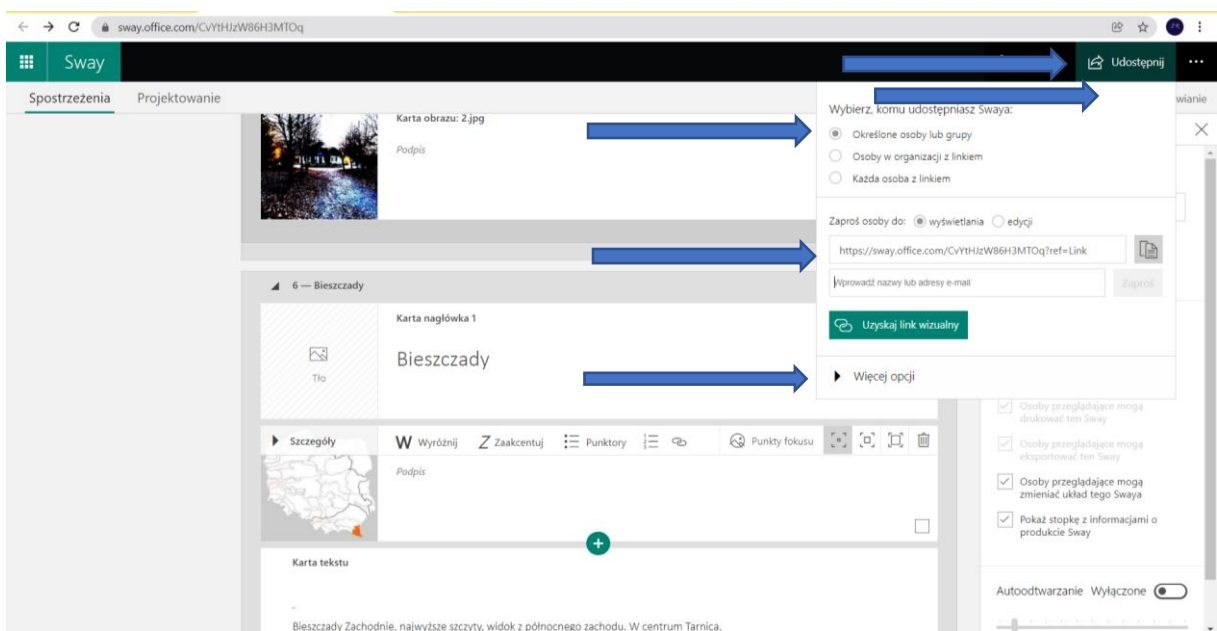 sway.office.com/CvYtHJzW86H3MTOq
Sway
Udostępnij
Spostrzeżenia Projektowanie
wianie
Wybierz, komu udostępniasz Swaya:
Określone osoby lub grupy
Osoby w organizacji z linkiem
Każda osoba z linkiem
Zaproś osoby do: wyświetlania edycji
https://sway.office.com/CvYtHJzW86H3MTOq?ref=Link
Wprowadź nazwy lub adresy e-mail Zaproś
Uzyskaj link wizualny
Więcej opcji
Karta obrazu: 2.jpg
Podpis
6 — Bieszczady
Karta nagłówka 1
Tło
Bieszczady
Szczegóły W Wyróżnij Z Zaakcentuj Punktory Punkty fokusu
Podpis
Karta tekstu
-
Bieszczady Zachodnie, najwyższe szczyty, widok z północnego zachodu. W centrum Tarnica.
Osoby przeglądające mogą
drukować ten Sway
Osoby przeglądające mogą
eksportować ten Sway
Osoby przeglądające mogą
zmieniać układ tego Swaya
Pokaż stopkę z informacjami o
produkcie Sway
Autoodtwarzanie Wyłączone